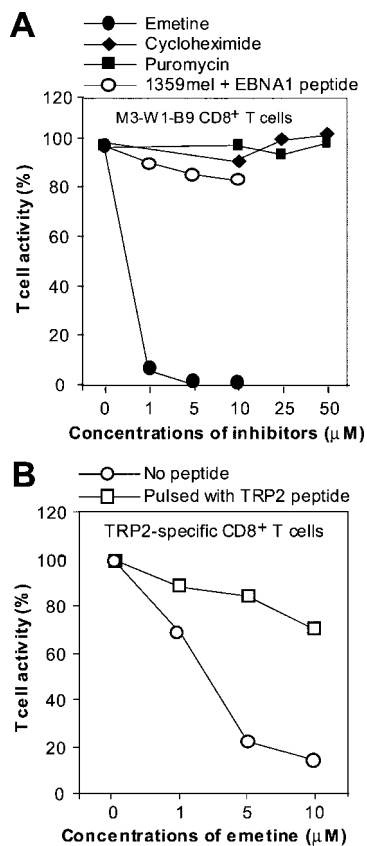 A
Emetine
Cycloheximide
Puromycin
1359mel + EBNA1 peptide
120
100
80
60
40
20
0
T cell activity (%)
M3-W1-B9 CD8⁺ T cells
0 1 5 10 25 50
Concentrations of inhibitors (µM)
B
No peptide
Pulsed with TRP2 peptide
120
100
80
60
40
20
0
T cell activity (%)
TRP2-specific CD8⁺ T cells
0 1 5 10
Concentrations of emetine (µM)